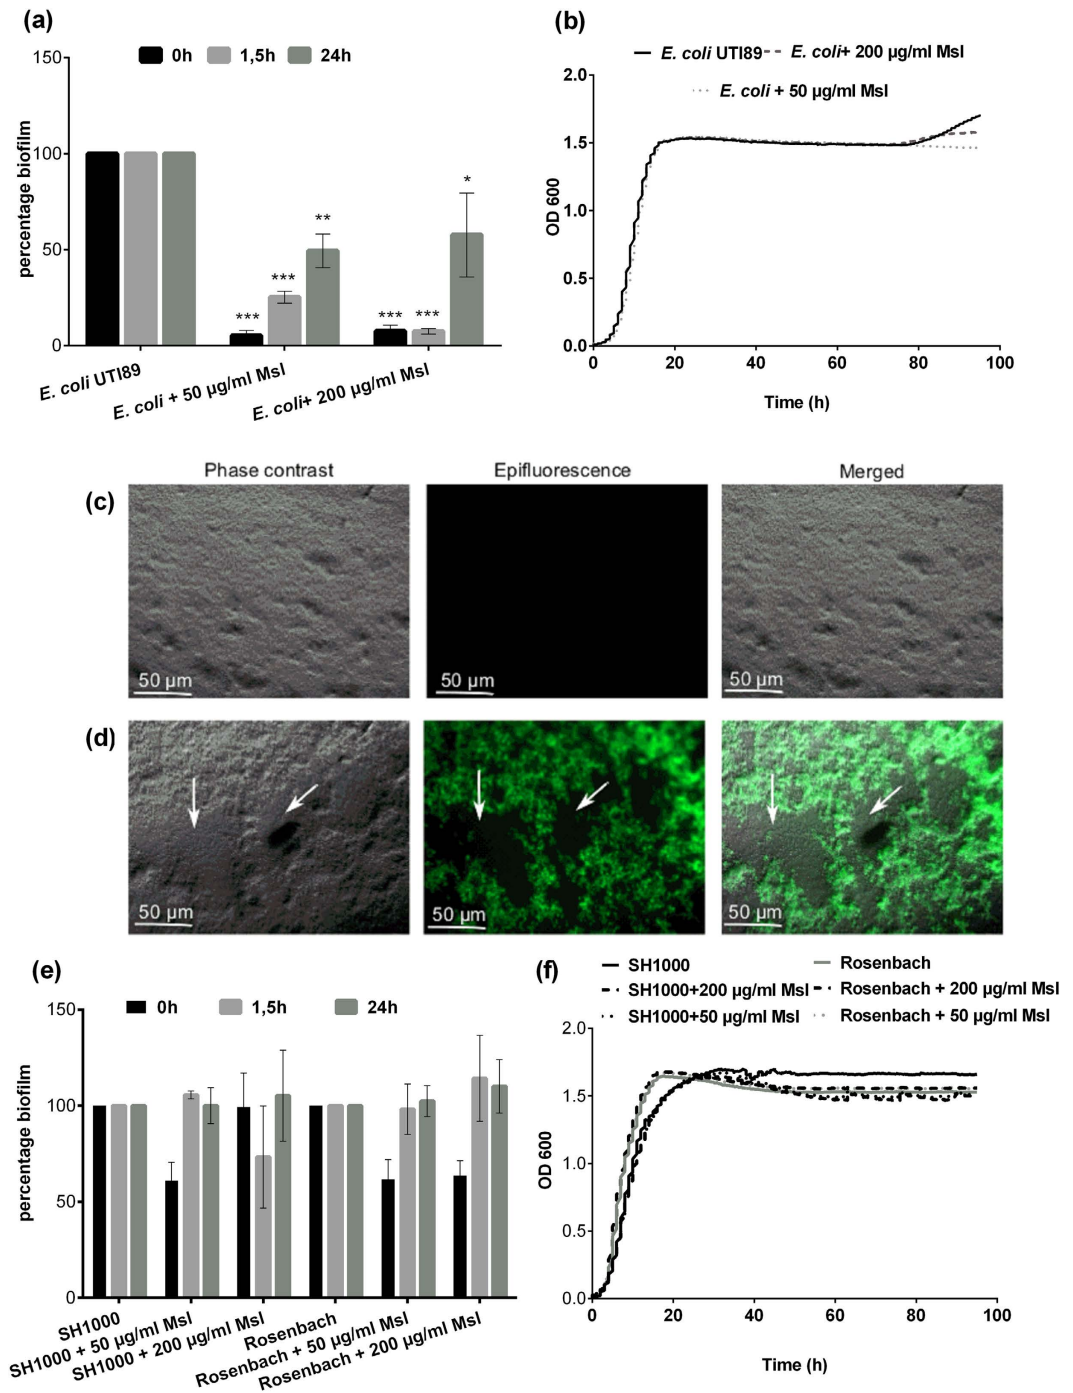 (a)
0h 1,5h 24h
150
100
50
0
percentage biofilm
***
***
**
***
***
*
E. coli UTI89
E. coli + 50 µg/ml Msl
E. coli+ 200 µg/ml Msl
(b)
E. coli UTI89 E. coli+ 200 µg/ml Msl
E. coli + 50 µg/ml Msl
2.0
1.5
1.0
0.5
0.0
OD 600
0 20 40 60 80 100
Time (h)
Phase contrast Epifluorescence Merged
(c)
50 µm 50 µm 50 µm
(d)
50 µm 50 µm 50 µm
(e)
0h 1,5h 24h
150
100
50
0
percentage biofilm
SH1000
SH1000 + 50 µg/ml Msl
SH1000 + 200 µg/ml Msl
Rosenbach
Rosenbach + 50 µg/ml Msl
Rosenbach + 200 µg/ml Msl
(f)
SH1000 Rosenbach
SH1000+200 µg/ml Msl Rosenbach + 200 µg/ml Msl
SH1000+50 µg/ml Msl Rosenbach + 50 µg/ml Msl
2.0
1.5
1.0
0.5
0.0
OD 600
0 20 40 60 80 100
Time (h)